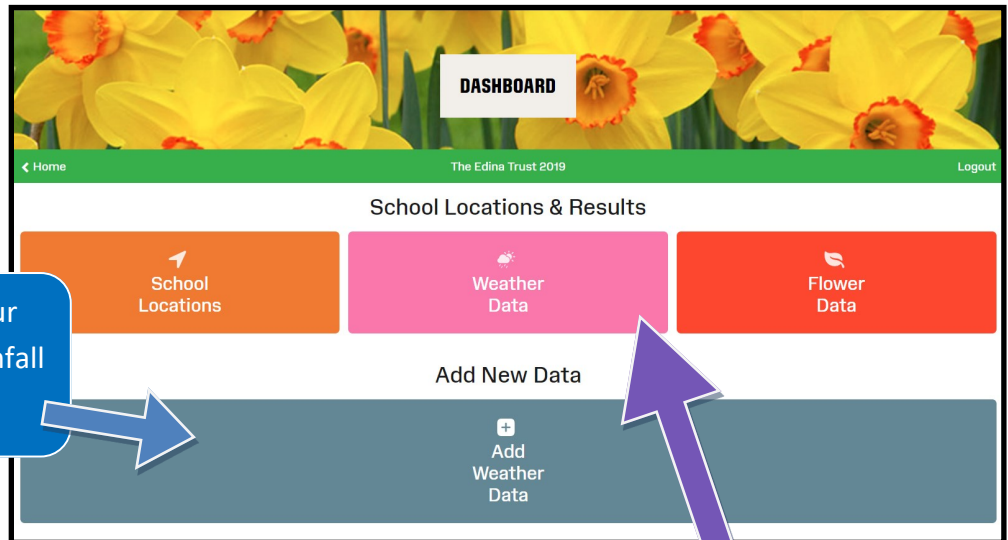 DASHBOARD
Home
The Edina Trust 2019
Logout
School Locations & Results
School
Locations
Weather
Data
Flower
Data
Add New Data
Add
Weather
Data